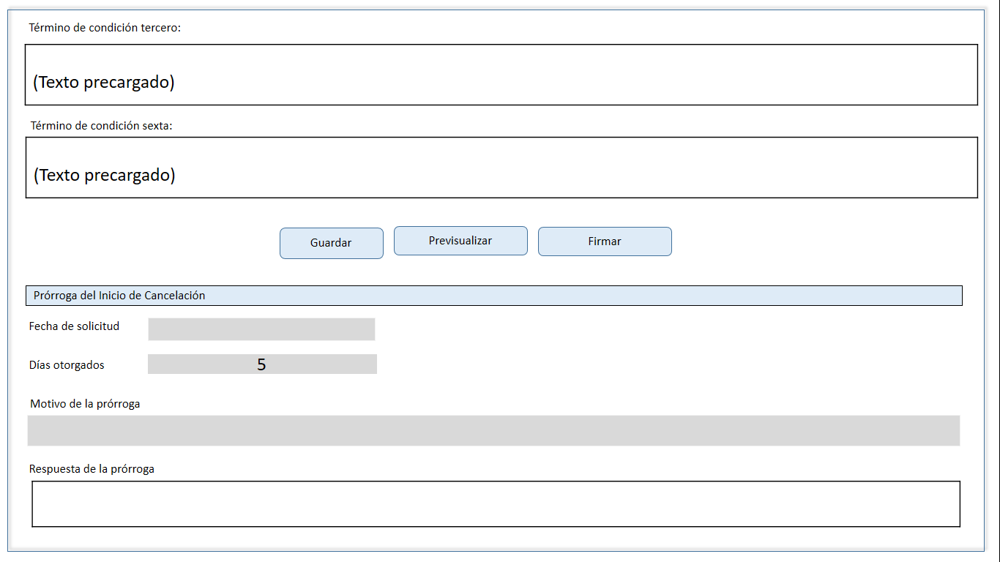 Término de condición tercero:
(Texto precargado)
Término de condición sexta:
(Texto precargado)
Guardar
Previsualizar
Firmar
Prórroga del Inicio de Cancelación
Fecha de solicitud
Días otorgados
5
Motivo de la prórroga
Respuesta de la prórroga